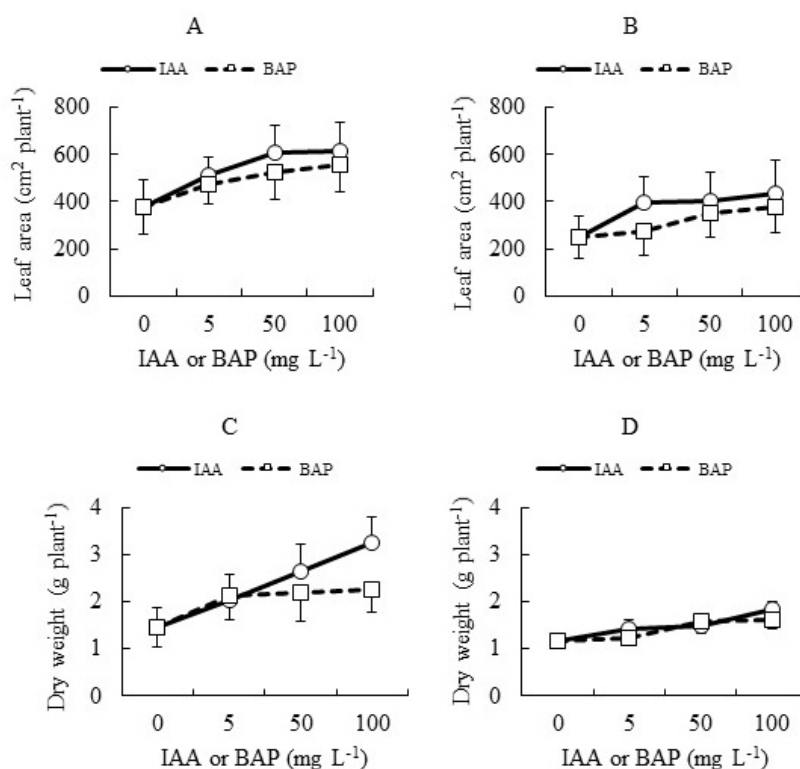 A
IAA BAP
Leaf area (cm² plant⁻¹)
800
600
400
200
0
0 5 50 100
IAA or BAP (mg L⁻¹)
B
IAA BAP
Leaf area (cm² plant⁻¹)
800
600
400
200
0
0 5 50 100
IAA or BAP (mg L⁻¹)
C
IAA BAP
Dry weight (g plant⁻¹)
4
3
2
1
0
0 5 50 100
IAA or BAP (mg L⁻¹)
D
IAA BAP
Dry weight (g plant⁻¹)
4
3
2
1
0
0 5 50 100
IAA or BAP (mg L⁻¹)